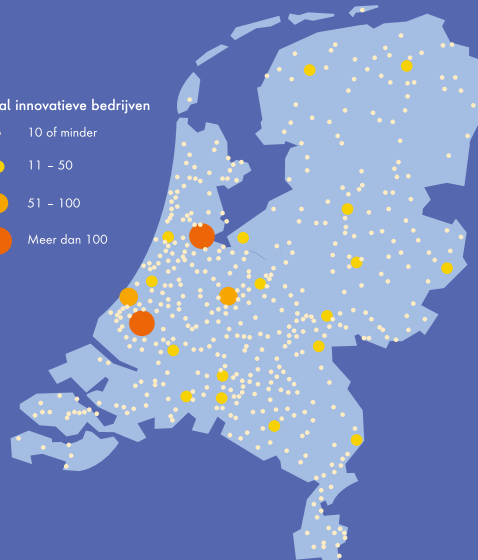 al innovatieve bedrijven
10 of minder
11 – 50
51 – 100
Meer dan 100